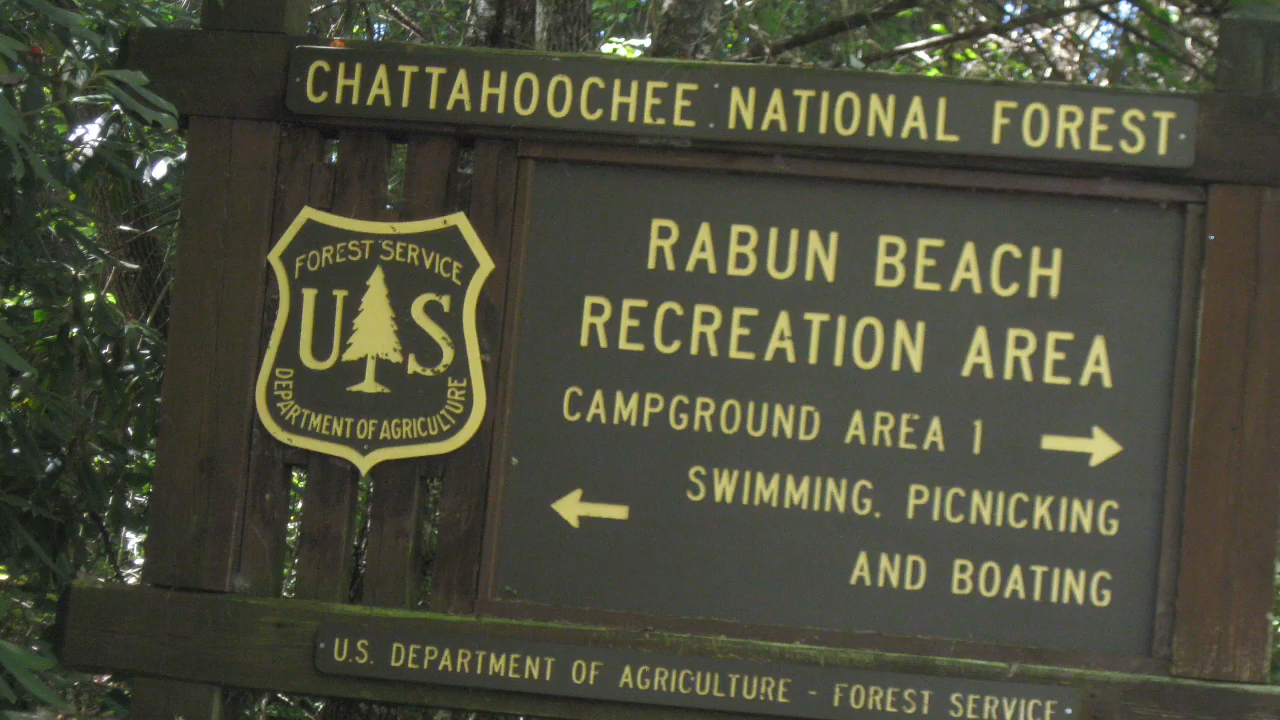 CHATTAHOOCHEE NATIONAL FOREST
FOREST SERVICE
US
DEPARTMENT OF AGRICULTURE
RABUN BEACH
RECREATION AREA
CAMPGROUND AREA 1
SWIMMING, PICNICKING
AND BOATING
U.S. DEPARTMENT OF AGRICULTURE - FOREST SERVICE